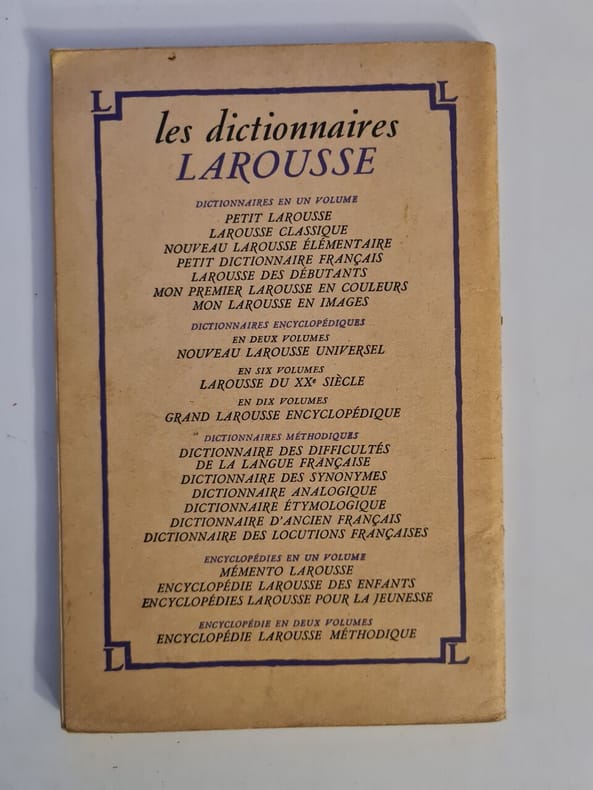 L L
les dictionnaires
LAROUSSE
DICTIONNAIRES EN UN VOLUME
PETIT LAROUSSE
LAROUSSE CLASSIQUE
NOUVEAU LAROUSSE ÉLÉMENTAIRE
PETIT DICTIONNAIRE FRANÇAIS
LAROUSSE DES DÉBUTANTS
MON PREMIER LAROUSSE EN COULEURS
MON LAROUSSE EN IMAGES
DICTIONNAIRES ENCYCLOPÉDIQUES
EN DEUX VOLUMES
NOUVEAU LAROUSSE UNIVERSEL
EN SIX VOLUMES
LAROUSSE DU XXe SIÈCLE
EN DIX VOLUMES
GRAND LAROUSSE ENCYCLOPÉDIQUE
DICTIONNAIRES MÉTHODIQUES
DICTIONNAIRE DES DIFFICULTÉS
DE LA LANGUE FRANÇAISE
DICTIONNAIRE DES SYNONYMES
DICTIONNAIRE ANALOGIQUE
DICTIONNAIRE ÉTYMOLOGIQUE
DICTIONNAIRE D'ANCIEN FRANÇAIS
DICTIONNAIRE DES LOCUTIONS FRANÇAISES
ENCYCLOPÉDIES EN UN VOLUME
MÉMENTO LAROUSSE
ENCYCLOPÉDIE LAROUSSE DES ENFANTS
ENCYCLOPÉDIES LAROUSSE POUR LA JEUNESSE
ENCYCLOPÉDIE EN DEUX VOLUMES
ENCYCLOPÉDIE LAROUSSE MÉTHODIQUE
L L